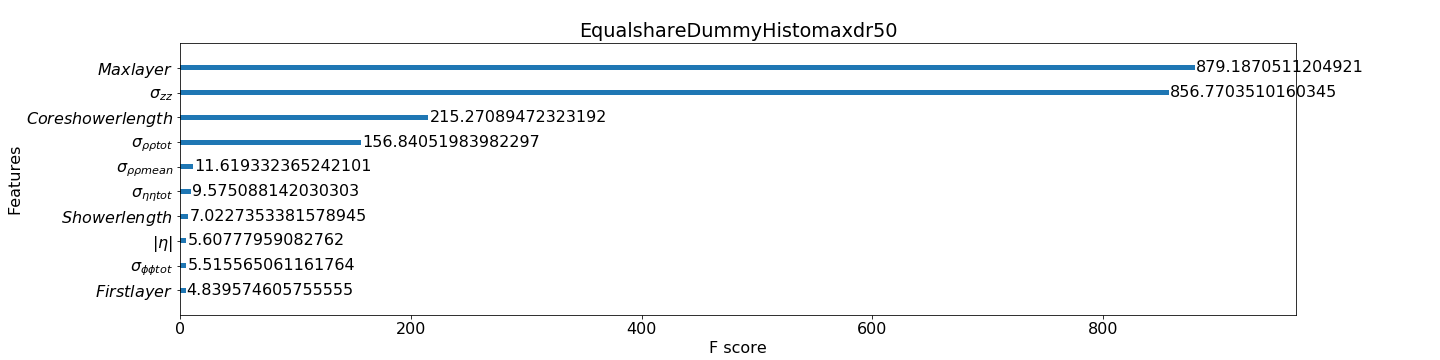 EqualshareDummyHistomaxdr50
Maxlayer 879.1870511204921
σzz 856.7703510160345
Coreshowerlength 215.27089472323192
σρρtot 156.84051983982297
σρρmean 11.619332365242101
σηηtot 9.575088142030303
Showerlength 7.0227353381578945
|η| 5.60777959082762
σϕϕtot 5.515565061161764
Firstlayer 4.839574605755555
Features
0 200 400 600 800
F score